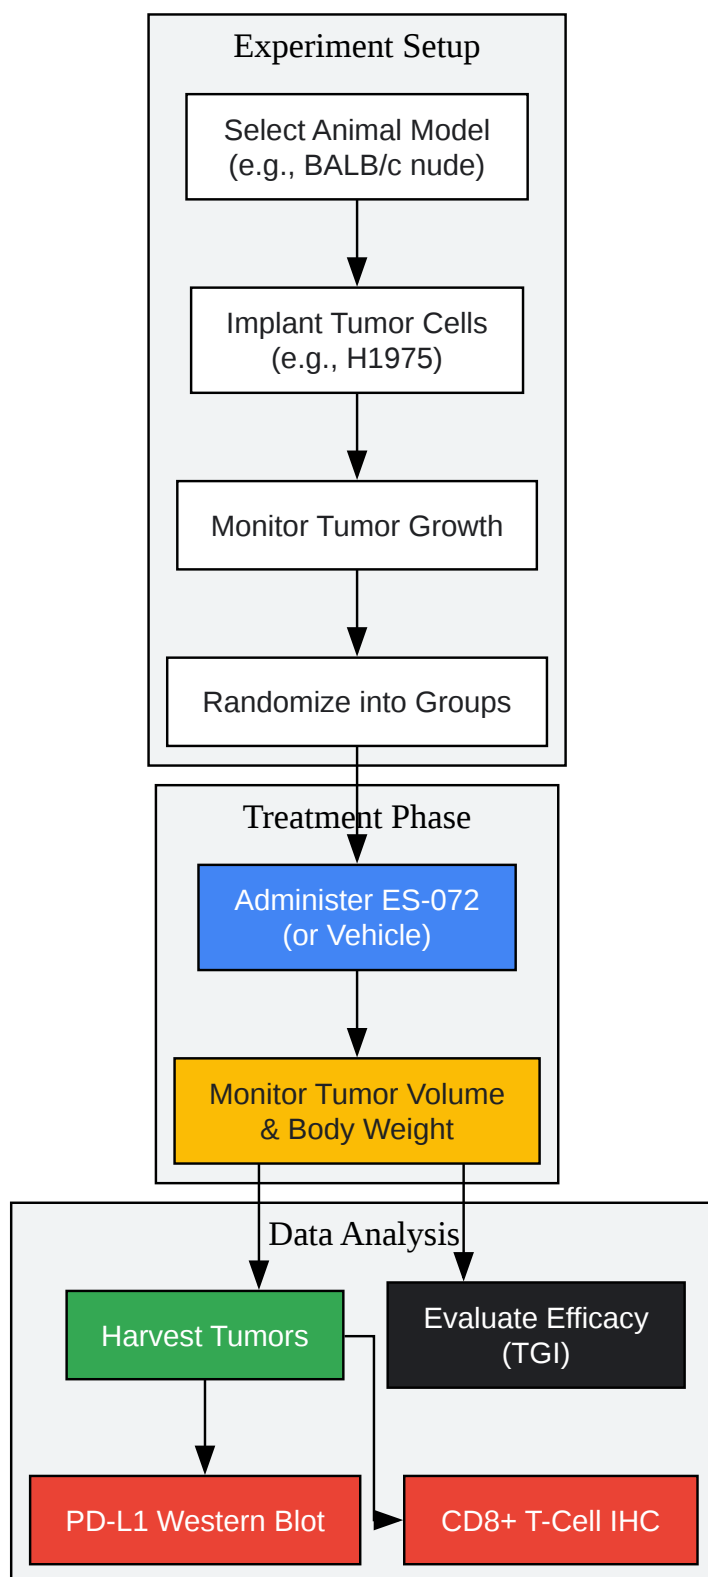 Experiment Setup
Select Animal Model
(e.g., BALB/c nude)
Implant Tumor Cells
(e.g., H1975)
Monitor Tumor Growth
Randomize into Groups
Treatment Phase
Administer ES-072
(or Vehicle)
Monitor Tumor Volume
& Body Weight
Data Analysis
Harvest Tumors
Evaluate Efficacy
(TGI)
PD-L1 Western Blot
CD8+ T-Cell IHC